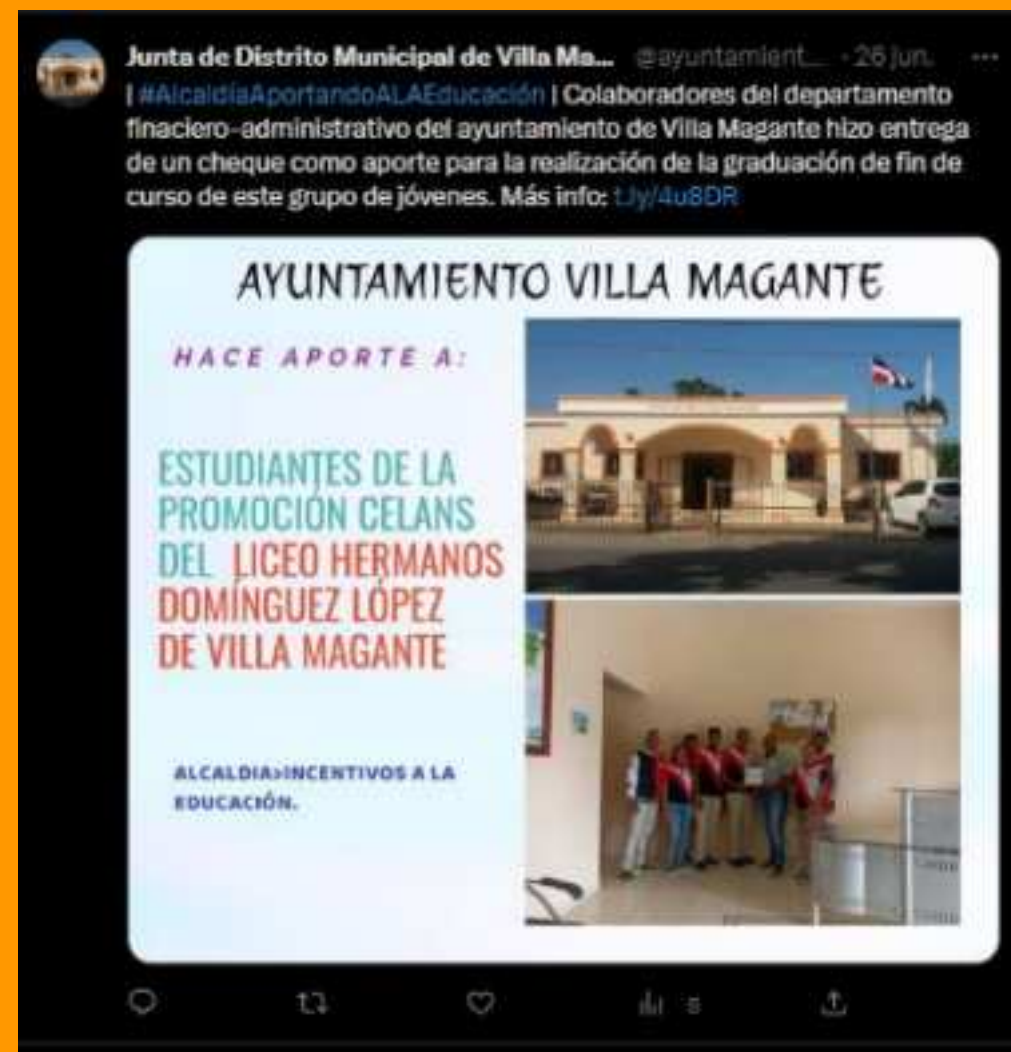 Junta de Distrito Municipal de Villa Ma... @ayuntamient... · 26 jun.
| #AlcaldíaAportandoALAEducación | Colaboradores del departamento
finaciero-administrativo del ayuntamiento de Villa Magante hizo entrega
de un cheque como aporte para la realización de la graduación de fin de
curso de este grupo de jóvenes. Más info: t.ly/4u8DR
AYUNTAMIENTO VILLA MAGANTE
HACE APORTE A:
ESTUDIANTES DE LA
PROMOCIÓN CELANS
DEL LICEO HERMANOS
DOMÍNGUEZ LÓPEZ
DE VILLA MAGANTE
ALCALDIA>INCENTIVOS A LA
EDUCACIÓN.